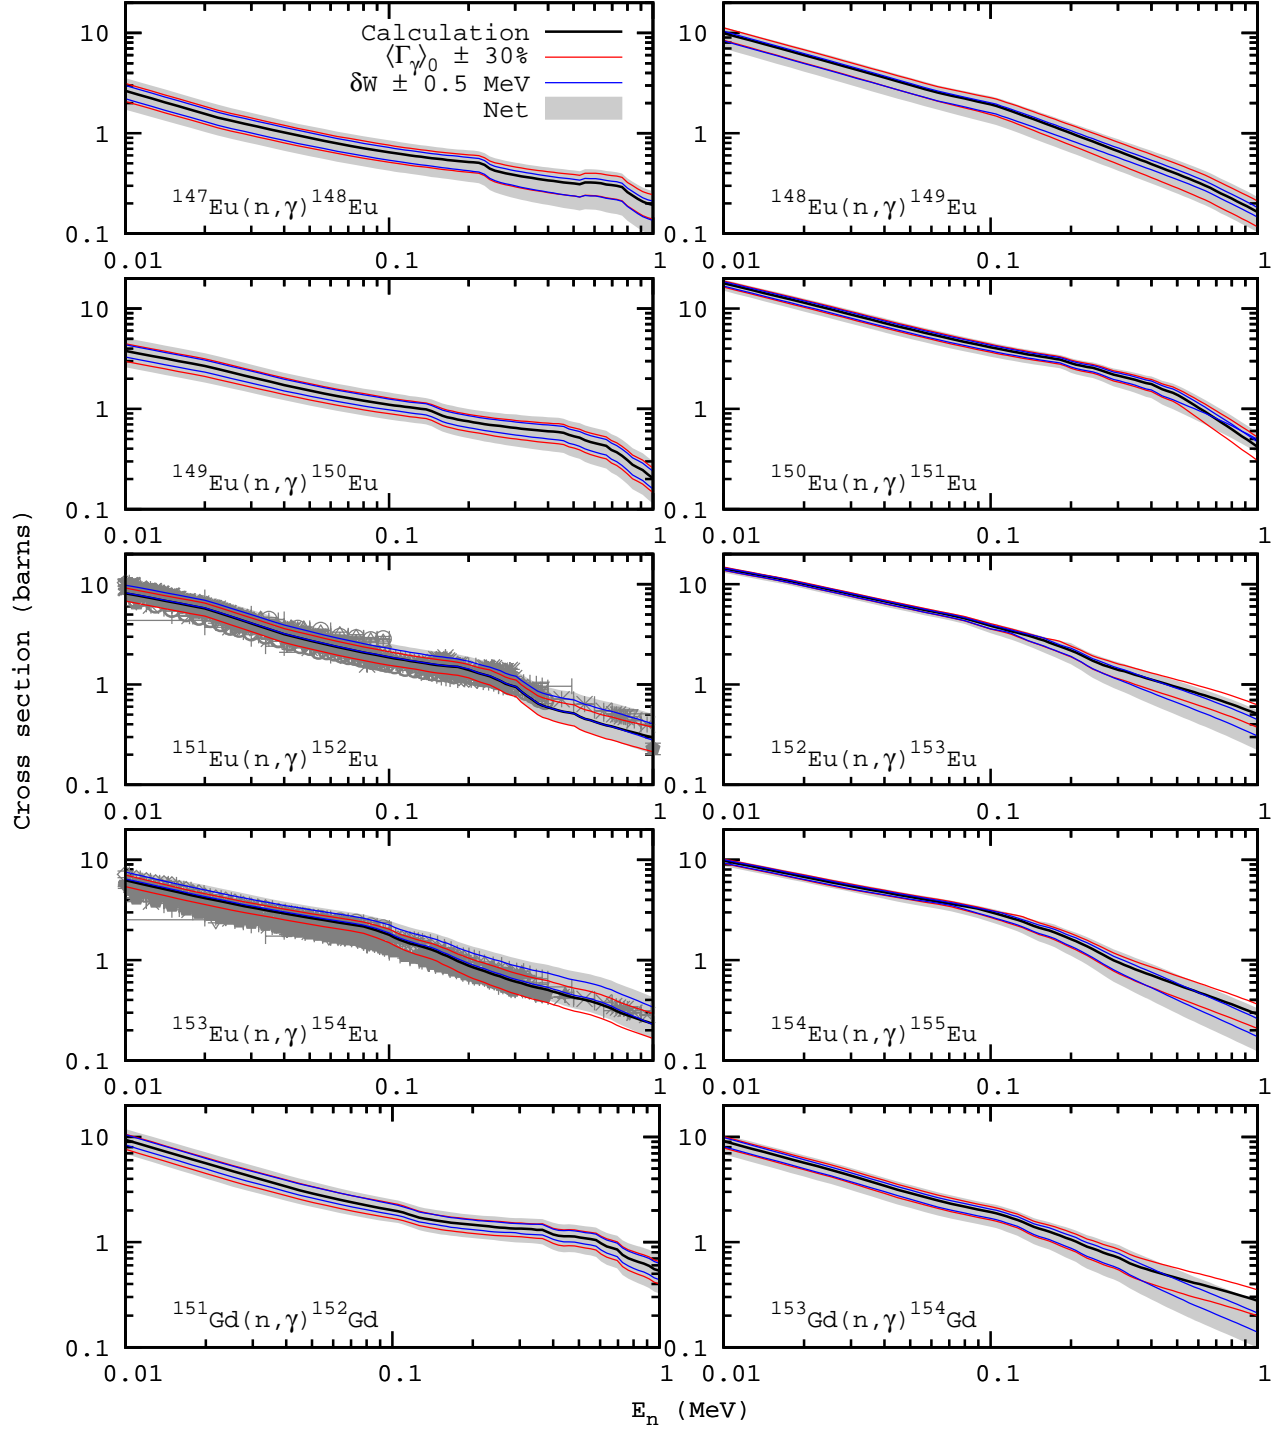 Calculation
⟨Γγ⟩0 ± 30%
δW ± 0.5 MeV
Net
10
1
0.1
0.01 0.1 1
147Eu(n,γ)148Eu
10
1
0.1
0.01 0.1 1
148Eu(n,γ)149Eu
10
1
0.1
0.01 0.1 1
149Eu(n,γ)150Eu
10
1
0.1
0.01 0.1 1
150Eu(n,γ)151Eu
Cross section (barns)
10
1
0.1
0.01 0.1 1
151Eu(n,γ)152Eu
10
1
0.1
0.01 0.1 1
152Eu(n,γ)153Eu
10
1
0.1
0.01 0.1 1
153Eu(n,γ)154Eu
10
1
0.1
0.01 0.1 1
154Eu(n,γ)155Eu
10
1
0.1
0.01 0.1 1
151Gd(n,γ)152Gd
10
1
0.1
0.01 0.1 1
153Gd(n,γ)154Gd
En (MeV)